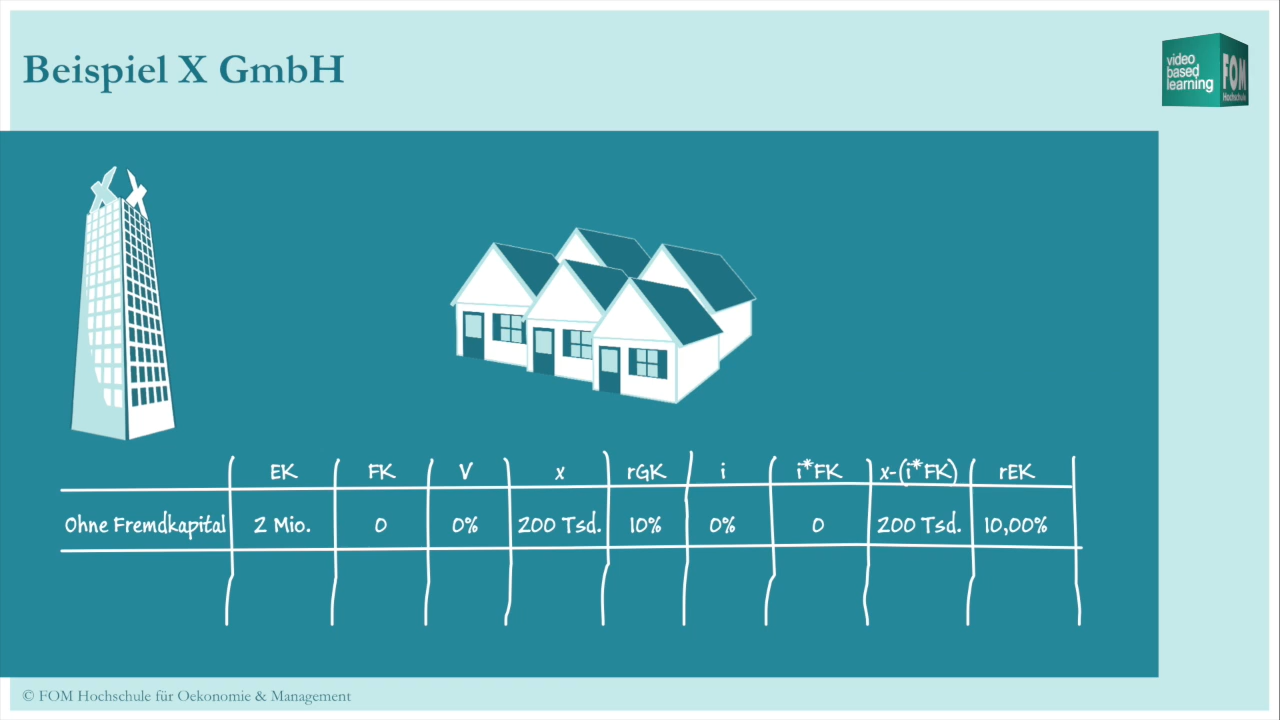 Beispiel X GmbH
video
based
learning
FOM
Hochschule
EK FK V x rGK i i*FK x-(i*FK) rEK
Ohne Fremdkapital 2 Mio. 0 0% 200 Tsd. 10% 0% 0 200 Tsd. 10,00%
© FOM Hochschule für Oekonomie & Management